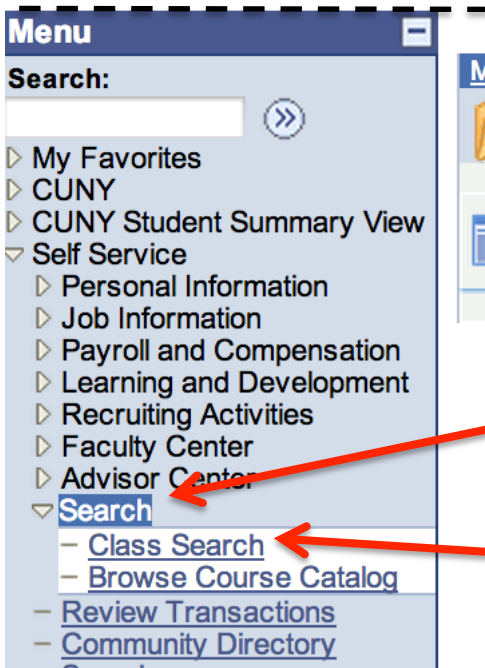 Menu
Search:
My Favorites
CUNY
CUNY Student Summary View
Self Service
Personal Information
Job Information
Payroll and Compensation
Learning and Development
Recruiting Activities
Faculty Center
Advisor Center
Search
Class Search
Browse Course Catalog
Review Transactions
Community Directory